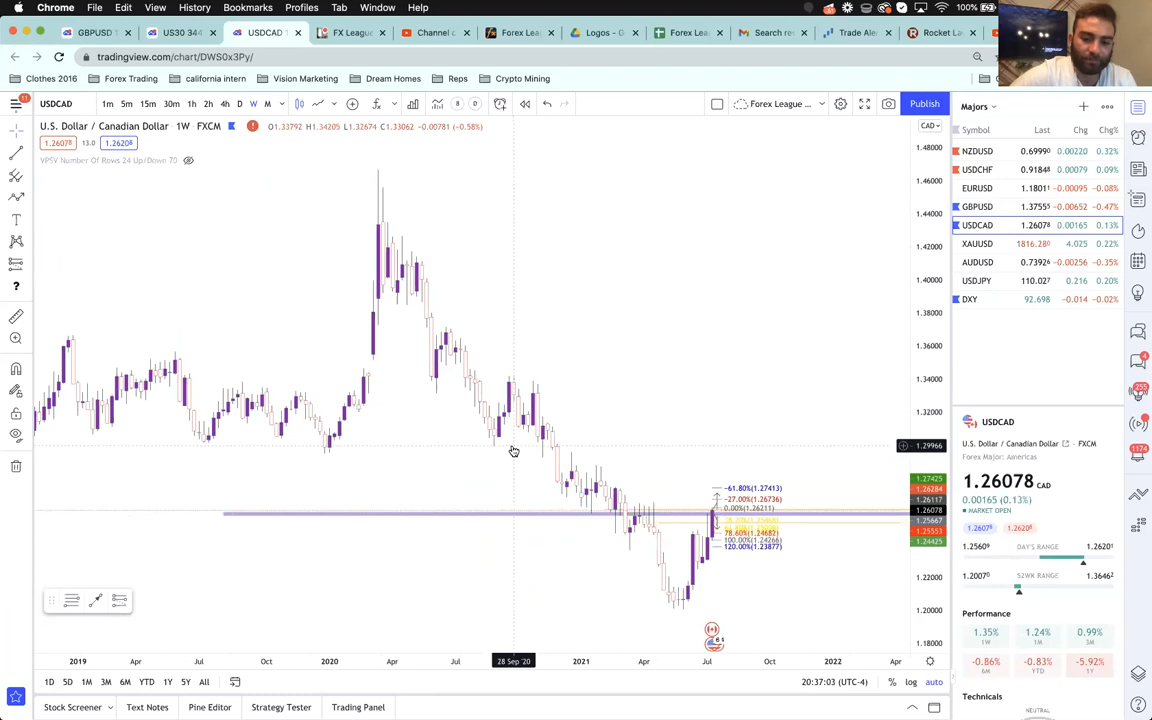 Chrome File Edit View History Bookmarks Profiles Tab Window Help 100%
GBPUSD 1 US30 344 USDCAD FX League Channel c Forex Lea Logos - G Forex Lea Search re Trade Ale Rocket La
tradingview.com/chart/DWS0x3Py/
Clothes 2016 Forex Trading california intern Vision Marketing Dream Homes Reps Crypto Mining
11 USDCAD 1m 5m 15m 30m 1h 2h 4h D W M 8 D Forex League ... Publish
Majors
U.S. Dollar / Canadian Dollar · 1W · FXCM O1.33792 H1.34205 L1.32674 C1.33062 -0.00781 (-0.58%)
CAD
1.26078 13.0 1.26206
VPSV Number Of Rows 24 Up/Down 70
Symbol Last Chg Chg%
NZDUSD 0.69990 0.00220 0.32%
USDCHF 0.91848 0.00079 0.09%
EURUSD 1.18011 -0.00095 -0.08%
GBPUSD 1.37555 -0.00652 -0.47%
USDCAD 1.26078 0.00165 0.13%
XAUUSD 1816.280 4.025 0.22%
AUDUSD 0.73926 -0.00256 -0.35%
USDJPY 110.027 0.216 0.20%
DXY 92.698 -0.014 -0.02%
1.48000
1.46000
1.44000
1.42000
1.40000
1.38000
1.36000
1.34000
1.32000
1.29966
1.27425
1.26284
1.26117
1.26078
1.25667
1.25553
1.24425
1.22000
1.20000
1.18000
-61.80%(1.27413)
-27.00%(1.26736)
0.00%(1.26211)
78.60%(1.24682)
100.00%(1.24266)
120.00%(1.23877)
USDCAD
U.S. Dollar / Canadian Dollar · FXCM
Forex Major: Americas
1.26078 CAD
0.00165 (0.13%)
MARKET OPEN
1.26078 1.26206
1.25609 DAY'S RANGE 1.26201
1.20070 52WK RANGE 1.36462
Performance
1.35% 1W
1.24% 1M
0.99% 3M
-0.86% 6M
-0.83% YTD
-5.92% 1Y
Technicals
NEUTRAL
4
255
1174
2019 Apr Jul Oct 2020 Apr Jul 28 Sep '20 2021 Apr Jul Oct 2022 Apr
1D 5D 1M 3M 6M YTD 1Y 5Y All 20:37:03 (UTC-4) % log auto
Stock Screener Text Notes Pine Editor Strategy Tester Trading Panel